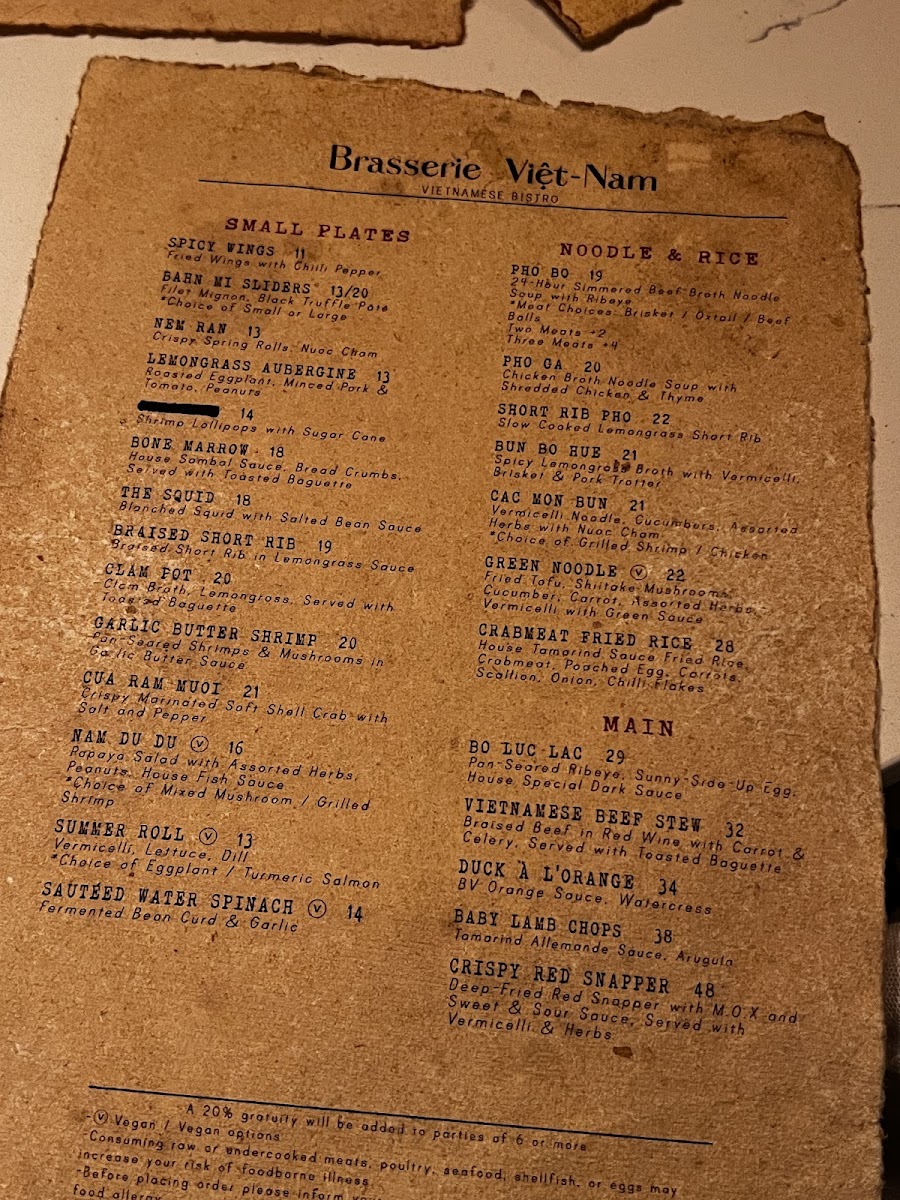 Brasserie Việt-Nam
VIETNAMESE BISTRO
SMALL PLATES
SPICY WINGS 11
Fried Wings with Chili Pepper
BAHN MI SLIDERS 13/20
Filet Mignon, Black Truffle Pate
*Choice of Small or Large
NEM RAN 13
Crispy Spring Rolls, Nuoc Cham
LEMONGRASS AUBERGINE 13
Roasted Eggplant, Minced Pork &
Tomato, Peanuts
14
Shrimp Lollipops with Sugar Cane
BONE MARROW 18
House Sambal Sauce, Bread Crumbs,
Served with Toasted Baguette
THE SQUID 18
Blanched Squid with Salted Bean Sauce
BRAISED SHORT RIB 19
Braised Short Rib in Lemongrass Sauce
CLAM POT 20
Clam Broth, Lemongrass, Served with
Toasted Baguette
GARLIC BUTTER SHRIMP 20
Pan-Seared Shrimps & Mushrooms in
Garlic Butter Sauce
CUA RAM MUOI 21
Crispy Marinated Soft Shell Crab with
Salt and Pepper
NAM DU DU Ⓥ 16
Papaya Salad with Assorted Herbs,
Peanuts, House Fish Sauce
*Choice of Mixed Mushroom / Grilled
Shrimp
SUMMER ROLL Ⓥ 13
Vermicelli, Lettuce, Dill
*Choice of Eggplant / Turmeric Salmon
SAUTÉED WATER SPINACH Ⓥ 14
Fermented Bean Curd & Garlic
NOODLE & RICE
PHO BO 19
24-Hour Simmered Beef Broth Noodle
Soup with Ribeye
*Meat Choices: Brisket / Oxtail / Beef
Balls
Two Meats +2
Three Meats +4
PHO GA 20
Chicken Broth Noodle Soup with
Shredded Chicken & Thyme
SHORT RIB PHO 22
Slow Cooked Lemongrass Short Rib
BUN BO HUE 21
Spicy Lemongrass Broth with Vermicelli,
Brisket & Pork Trotter
CAC MON BUN 21
Vermicelli Noodle, Cucumbers, Assorted
Herbs with Nuoc Cham
*Choice of Grilled Shrimp / Chicken
GREEN NOODLE Ⓥ 22
Fried Tofu, Shiitake Mushrooms,
Cucumber, Carrot, Assorted Herbs,
Vermicelli with Green Sauce
CRABMEAT FRIED RICE 28
House Tamarind Sauce Fried Rice,
Crabmeat, Poached Egg, Carrots,
Scallion, Onion, Chilli Flakes
MAIN
BO LUC LAC 29
Pan-Seared Ribeye, Sunny-Side-Up Egg,
House Special Dark Sauce
VIETNAMESE BEEF STEW 32
Braised Beef in Red Wine with Carrot &
Celery, Served with Toasted Baguette
DUCK À L'ORANGE 34
BV Orange Sauce, Watercress
BABY LAMB CHOPS 38
Tamarind Allemande Sauce, Arugula
CRISPY RED SNAPPER 48
Deep-Fried Red Snapper with M.O.X and
Sweet & Sour Sauce, Served with
Vermicelli & Herbs
A 20% gratuity will be added to parties of 6 or more
-Ⓥ Vegan / Vegan options
-Consuming raw or undercooked meats, poultry, seafood, shellfish, or eggs may
increase your risk of foodborne illness
-Before placing order please inform your
food allergy